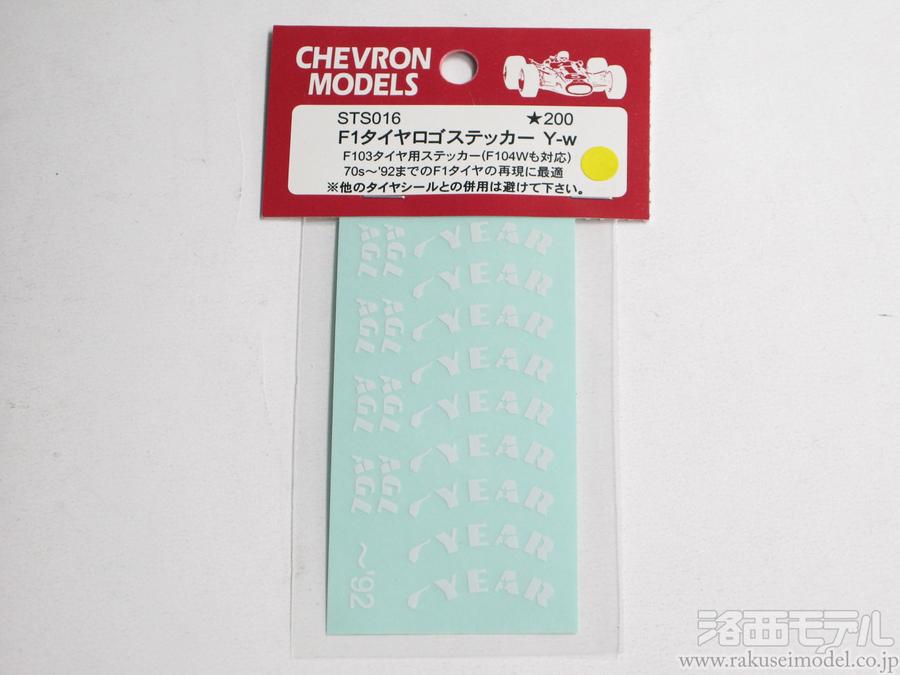 CHEVRON
MODELS
STS016 ★200
F1タイヤロゴステッカー Y-w
F103タイヤ用ステッカー(F104Wも対応)
70s～'92までのF1タイヤの再現に最適
※他のタイヤシールとの併用は避けて下さい。
YEAR
YEAR
YEAR
YEAR
YEAR
YEAR
YEAR
YEAR
YEAR
～'92
洛西モデル
www.rakuseimodel.co.jp